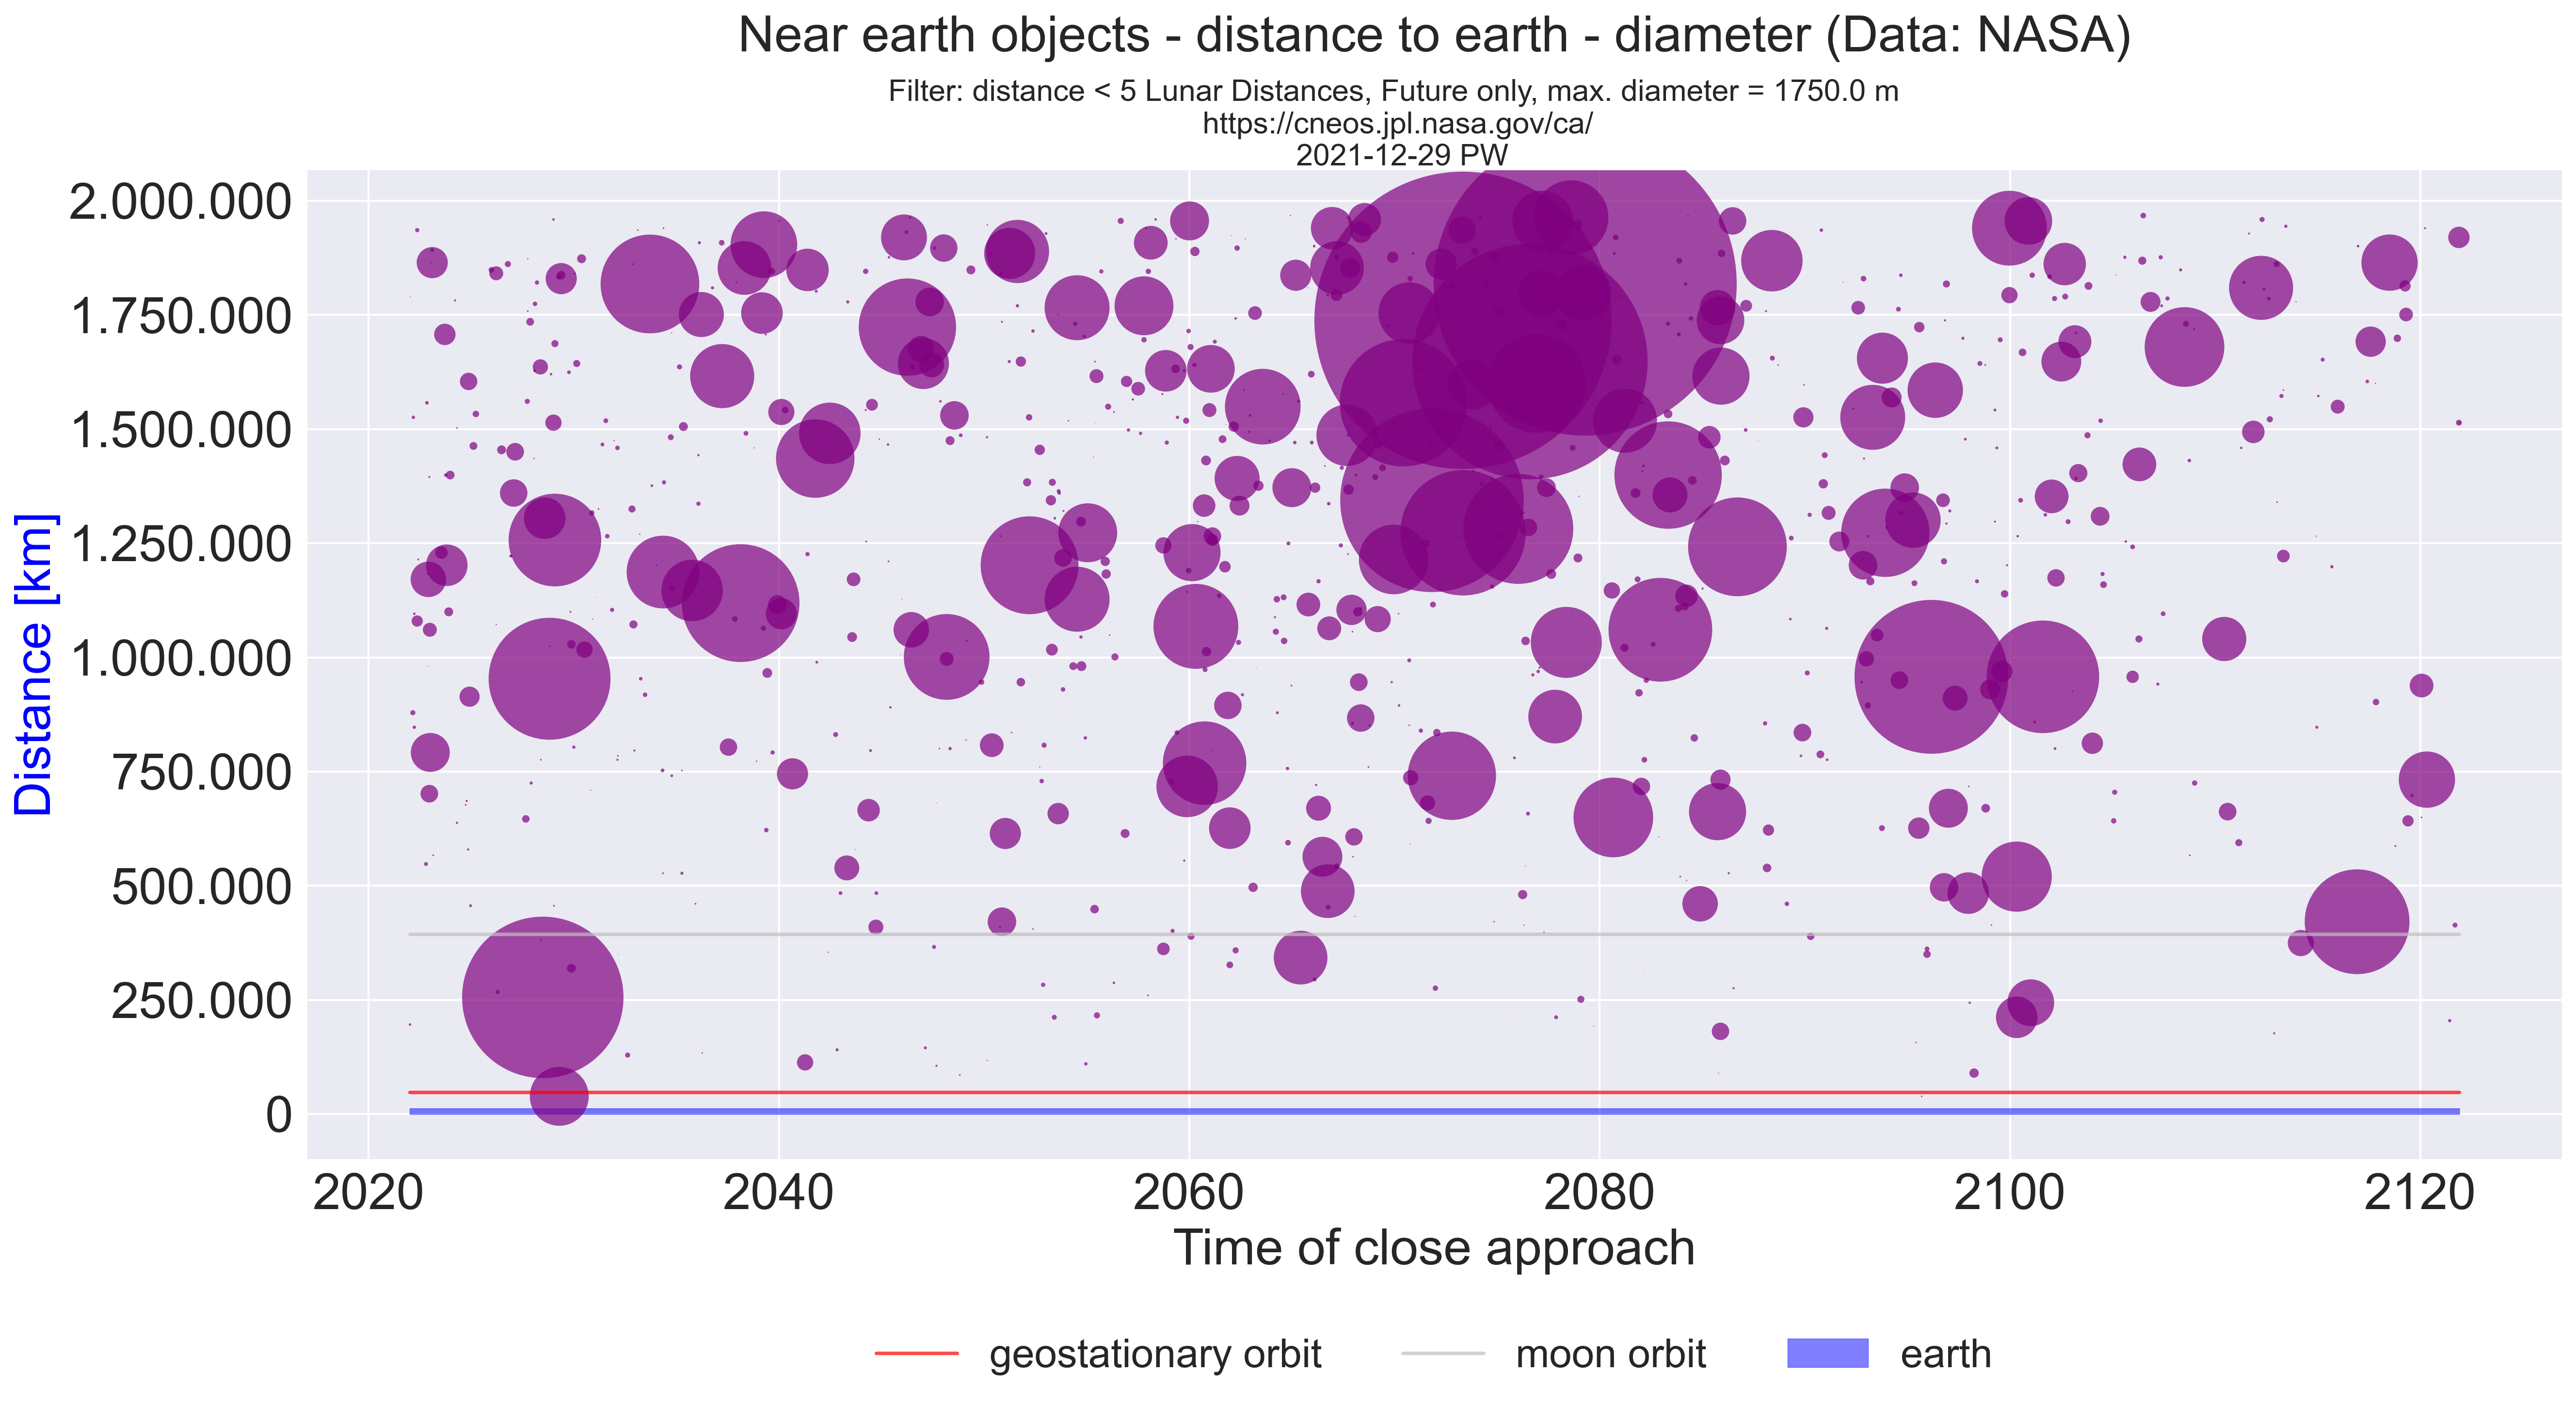 Near earth objects - distance to earth - diameter (Data: NASA)
Filter: distance < 5 Lunar Distances, Future only, max. diameter = 1750.0 m
https://cneos.jpl.nasa.gov/ca/
2021-12-29 PW
Distance [km]
2.000.000
1.750.000
1.500.000
1.250.000
1.000.000
750.000
500.000
250.000
0
2020 2040 2060 2080 2100 2120
Time of close approach
geostationary orbit moon orbit earth